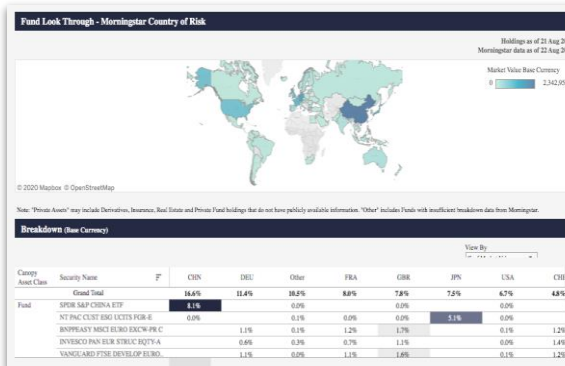 Fund Look Through - Morningstar Country of Risk
Holdings as of 21 Aug 20
Morningstar data as of 22 Aug 20
Market Value Base Currency
0 2,342,95
© 2020 Mapbox © OpenStreetMap
Note: "Private Assets" may include Derivatives, Insurance, Real Estate and Private Fund holdings that do not have publicly available information. "Other" includes Funds with insufficient breakdown data from Morningstar.
Breakdown (Base Currency)
View By
Canopy Asset Class Security Name CHN DEU Other FRA GBR JPN USA CHE
Grand Total 16.6% 11.4% 10.5% 8.0% 7.8% 7.5% 6.7% 4.8%
Fund SPDR S&P CHINA ETF 8.1% 0.0% 0.0% 0.0%
NT PAC CUST ESG UCITS FGR-E 0.0% 0.1% 0.0% 0.0% 5.1% 0.0%
BNPPEASY MSCI EURO EXCW-PR C 1.1% 0.1% 1.2% 1.7% 0.1% 1.2%
INVESCO PAN EUR STRUC EQTY-A 0.6% 0.3% 0.7% 1.1% 0.0% 1.4%
VANGUARD FTSE DEVELOP EURO.. 1.1% 0.0% 1.1% 1.6% 0.1% 1.2%